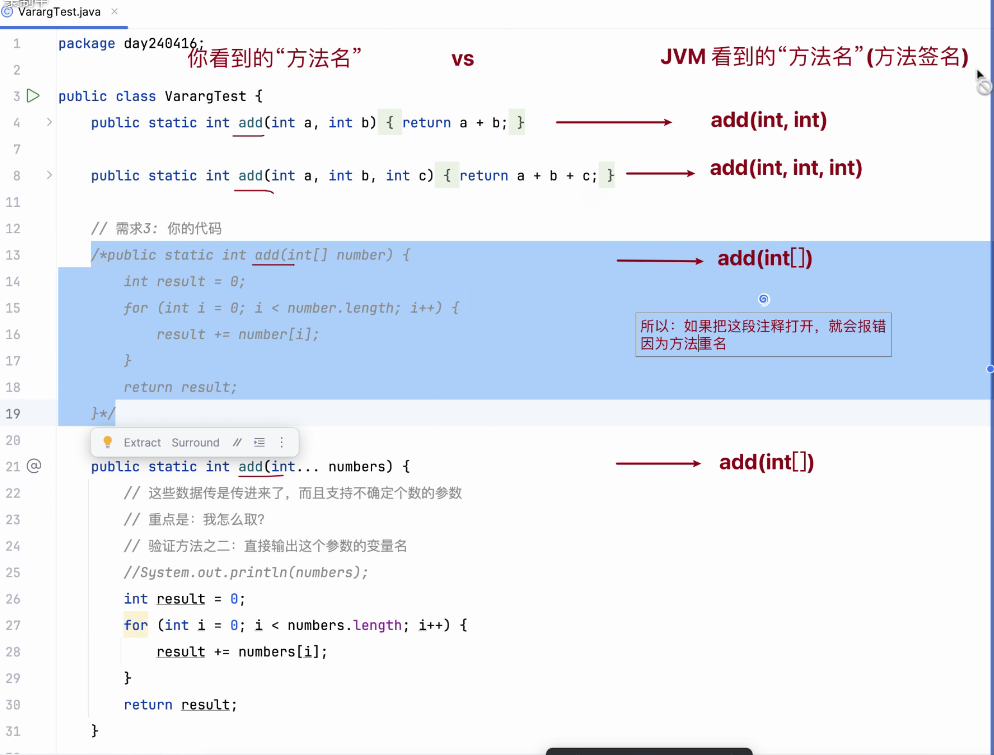 VarargTest.java
你看到的“方法名”
vs
JVM 看到的“方法名”(方法签名)
1 package day240416;
2
3 public class VarargTest {
4 public static int add(int a, int b) { return a + b; } add(int, int)
7
8 public static int add(int a, int b, int c) { return a + b + c; } add(int, int, int)
11
12 // 需求3: 你的代码
13 /*public static int add(int[] number) { add(int[])
14 int result = 0;
15 for (int i = 0; i < number.length; i++) {
16 result += number[i];
17 }
18 return result;
19 }*/
所以：如果把这段注释打开，就会报错
因为方法重名
20
Extract Surround //
21 @ public static int add(int... numbers) { add(int[])
22 // 这些数据传是传进来了，而且支持不确定个数的参数
23 // 重点是：我怎么取?
24 // 验证方法之二：直接输出这个参数的变量名
25 //System.out.println(numbers);
26 int result = 0;
27 for (int i = 0; i < numbers.length; i++) {
28 result += numbers[i];
29 }
30 return result;
31 }